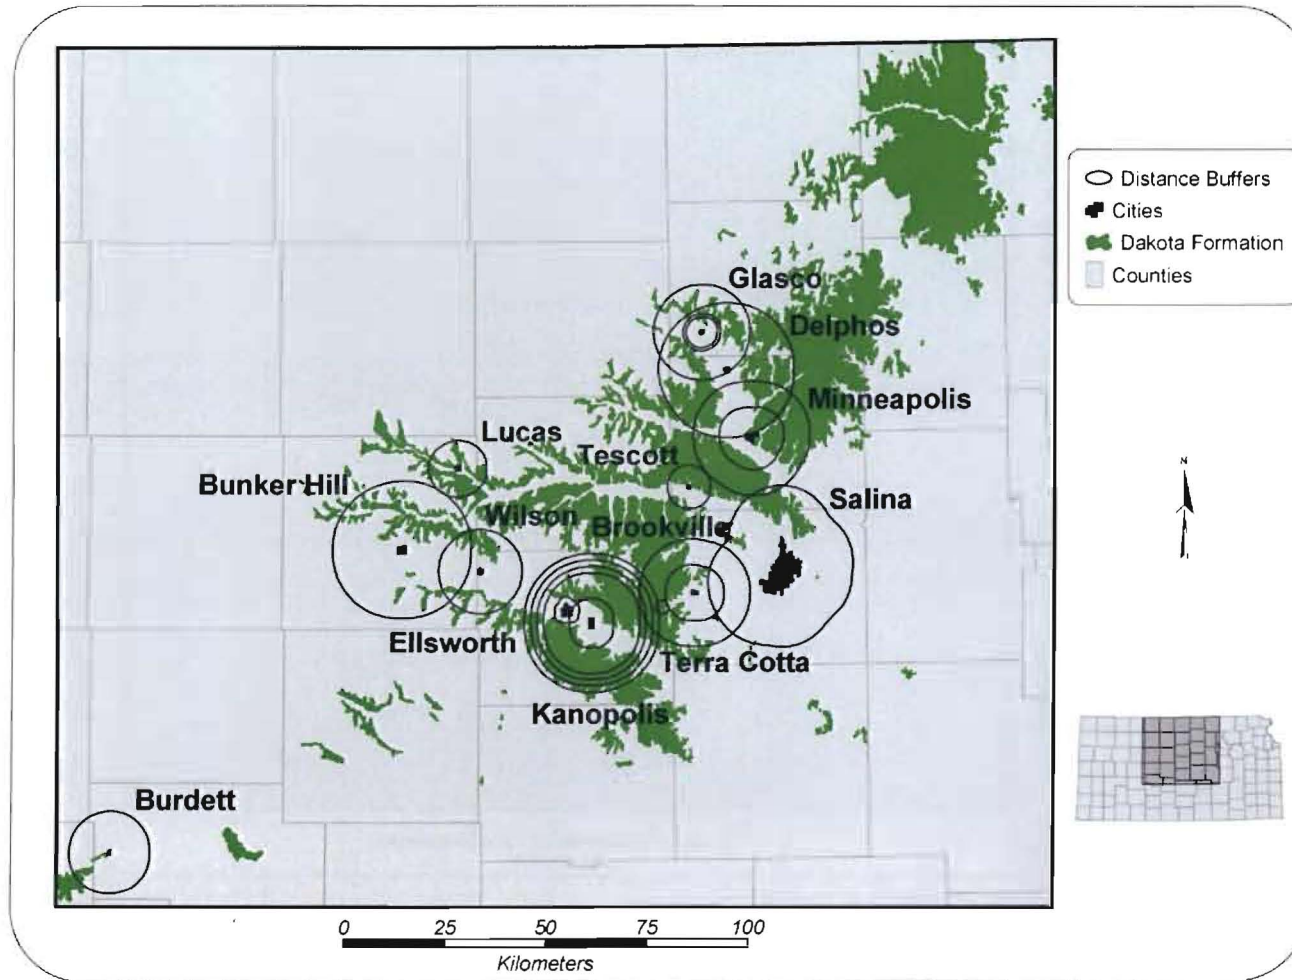 Glasco
Delphos
Minneapolis
Lucas
Tescott
Bunker Hill
Salina
Wilson
Brookville
Ellsworth
Terra Cotta
Kanopolis
Burdett
Distance Buffers
Cities
Dakota Formation
Counties
N
0 25 50 75 100
Kilometers